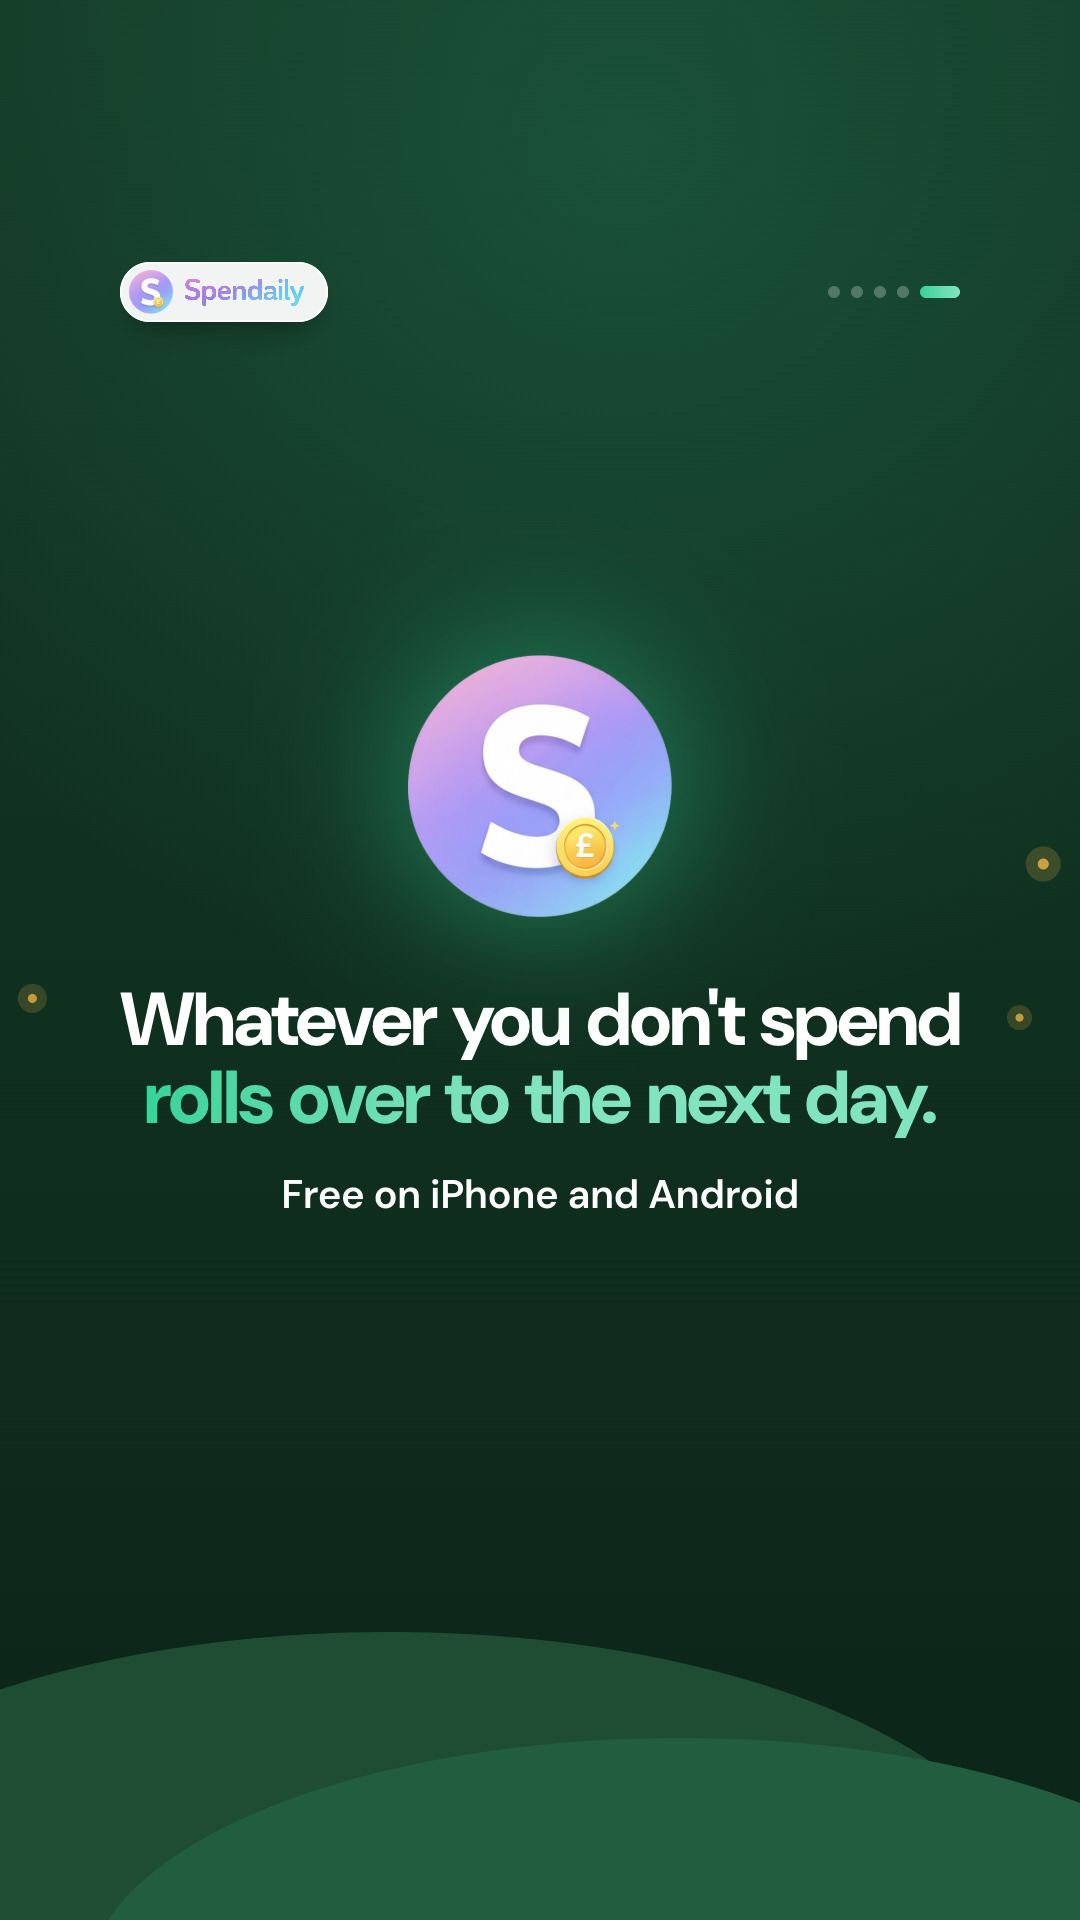 S Spendaily
S
£
Whatever you don't spend
rolls over to the next day.
Free on iPhone and Android